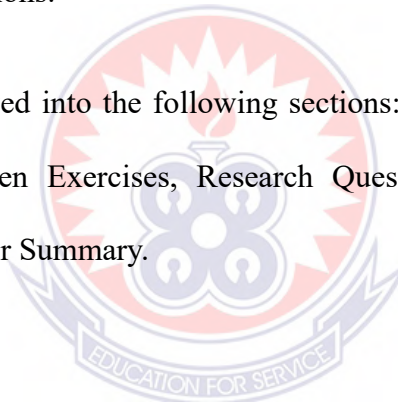 ed into the following sections:
en Exercises, Research Ques
r Summary.
EDUCATION FOR SERVICE